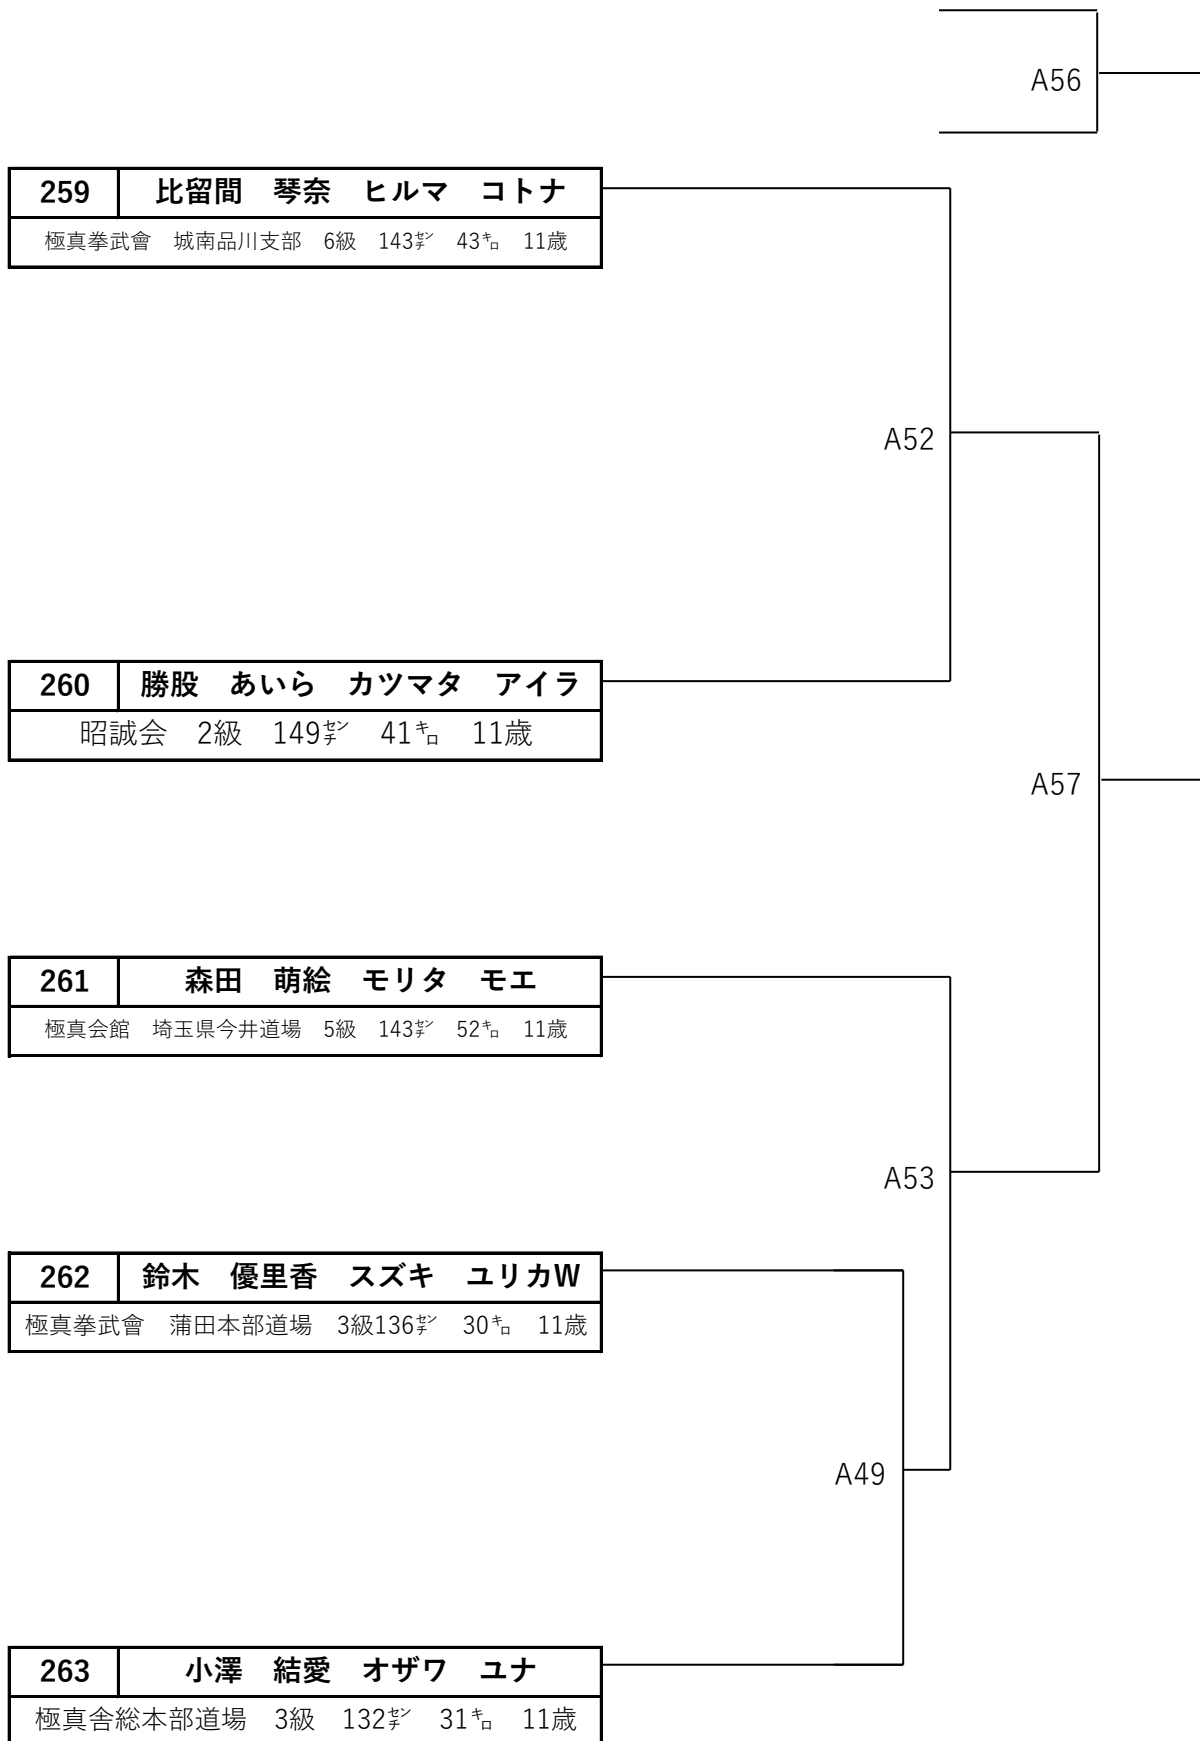 A56
259 比留間　琴奈　ヒルマ　コトナ
極真拳武會　城南品川支部　6級　143㌢　43㌔　11歳
A52
260 勝股　あいら　カツマタ　アイラ
昭誠会　2級　149㌢　41㌔　11歳
A57
261 森田　萌絵　モリタ　モエ
極真会館　埼玉県今井道場　5級　143㌢　52㌔　11歳
A53
262 鈴木　優里香　スズキ　ユリカW
極真拳武會　蒲田本部道場　3級136㌢　30㌔　11歳
A49
263 小澤　結愛　オザワ　ユナ
極真舎総本部道場　3級　132㌢　31㌔　11歳